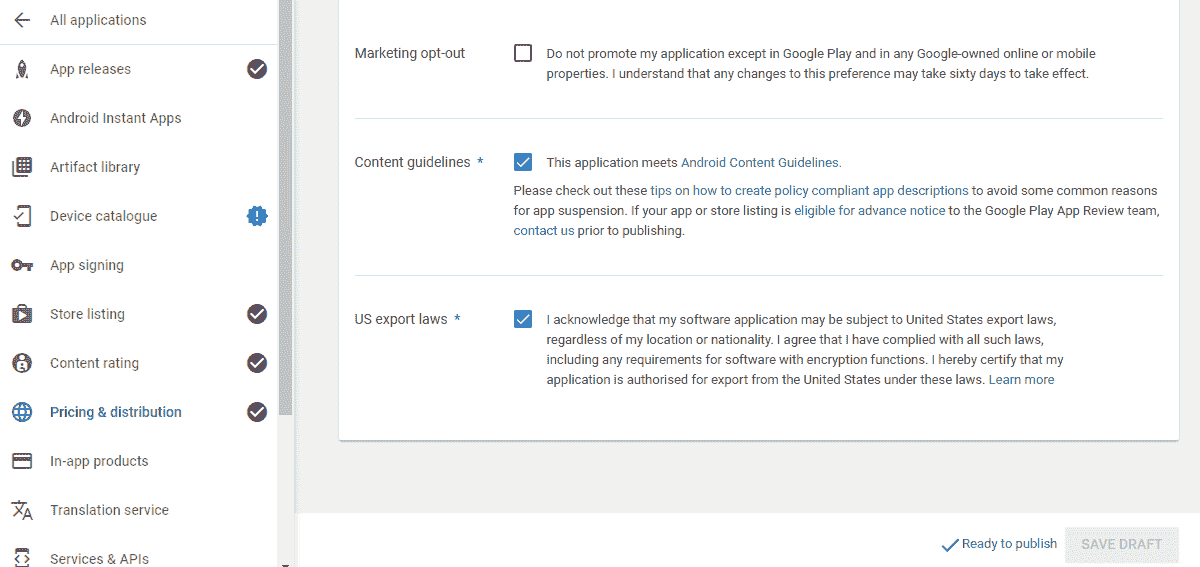 All applications
App releases
Android Instant Apps
Artifact library
Device catalogue
App signing
Store listing
Content rating
Pricing & distribution
In-app products
Translation service
Services & APIs
Marketing opt-out
Do not promote my application except in Google Play and in any Google-owned online or mobile
properties. I understand that any changes to this preference may take sixty days to take effect.
Content guidelines *
This application meets Android Content Guidelines.
Please check out these tips on how to create policy compliant app descriptions to avoid some common reasons
for app suspension. If your app or store listing is eligible for advance notice to the Google Play App Review team,
contact us prior to publishing.
US export laws *
I acknowledge that my software application may be subject to United States export laws,
regardless of my location or nationality. I agree that I have complied with all such laws,
including any requirements for software with encryption functions. I hereby certify that my
application is authorised for export from the United States under these laws. Learn more
Ready to publish
SAVE DRAFT